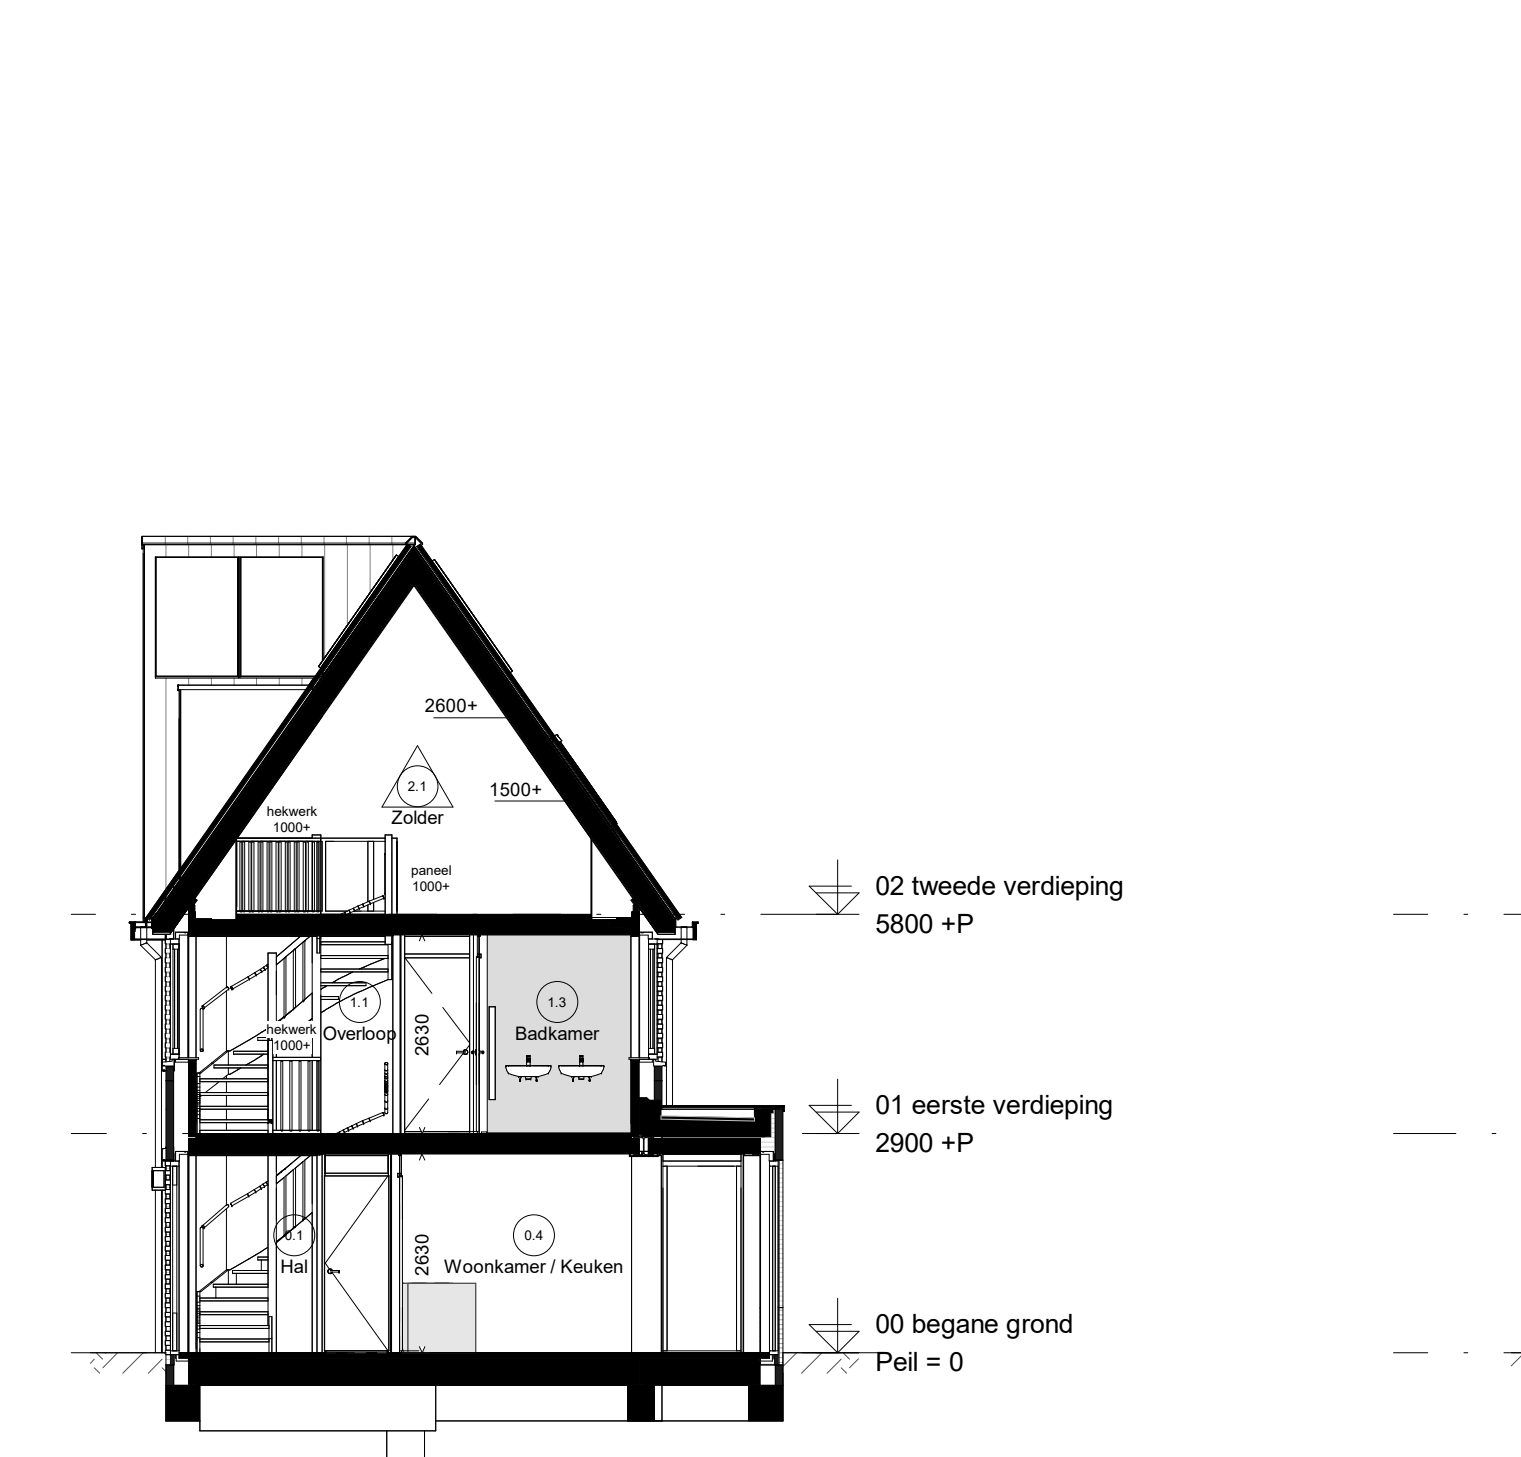 2600+
2.1
1500+
Zolder
hekwerk
1000+
paneel
1000+
02 tweede verdieping
5800 +P
1.1
1.3
hekwerk
1000+
Overloop
2630
Badkamer
01 eerste verdieping
2900 +P
0.1
Hal
2630
0.4
Woonkamer / Keuken
00 begane grond
Peil = 0